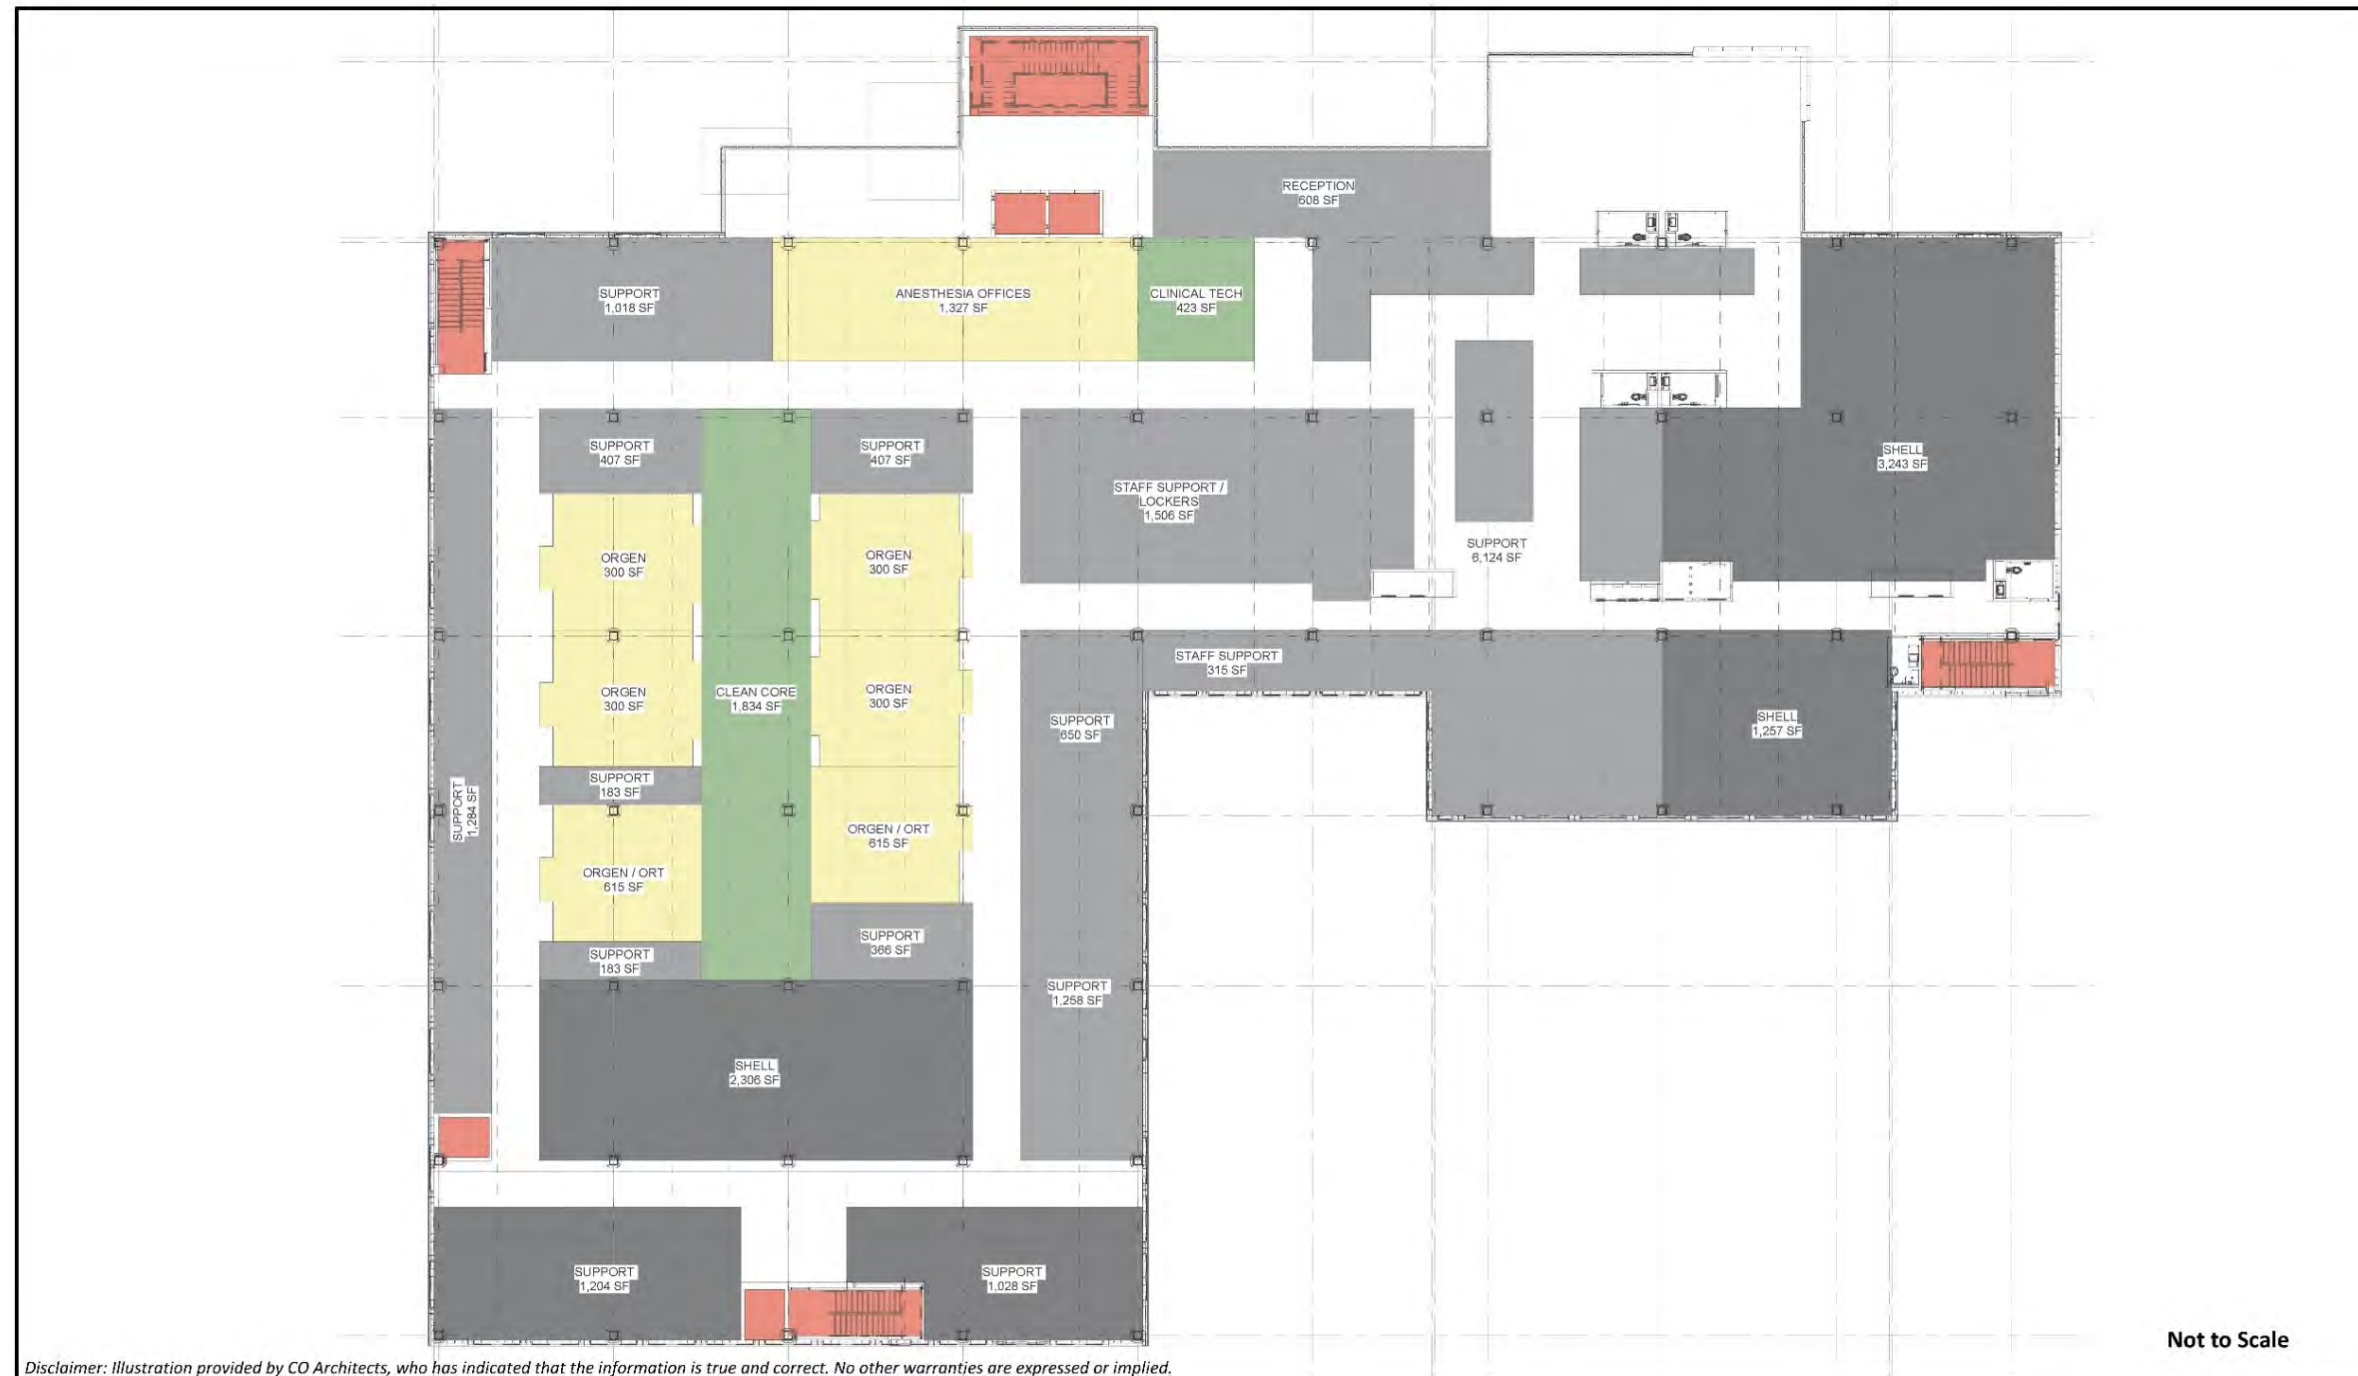 RECEPTION
608 SF
SUPPORT
1,018 SF
ANESTHESIA OFFICES
1,327 SF
CLINICAL TECH
423 SF
SUPPORT
407 SF
SUPPORT
407 SF
STAFF SUPPORT /
LOCKERS
1,506 SF
SHELL
3,243 SF
SUPPORT
6,124 SF
ORGEN
300 SF
ORGEN
300 SF
STAFF SUPPORT
315 SF
ORGEN
300 SF
CLEAN CORE
1,834 SF
ORGEN
300 SF
SUPPORT
650 SF
SHELL
1,257 SF
SUPPORT
183 SF
SUPPORT
1,284 SF
ORGEN / ORT
615 SF
ORGEN / ORT
615 SF
SUPPORT
366 SF
SUPPORT
183 SF
SUPPORT
1,258 SF
SHELL
2,306 SF
SUPPORT
1,204 SF
SUPPORT
1,028 SF
Not to Scale
Disclaimer: Illustration provided by CO Architects, who has indicated that the information is true and correct. No other warranties are expressed or implied.